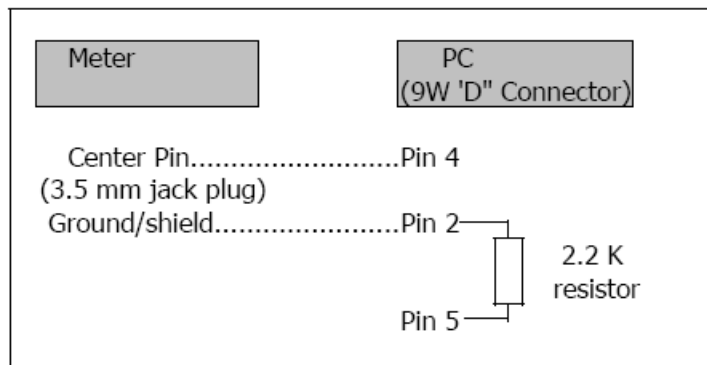 Meter
PC
(9W 'D" Connector)
Center Pin..........................Pin 4
(3.5 mm jack plug)
Ground/shield......................Pin 2
2.2 K
resistor
Pin 5